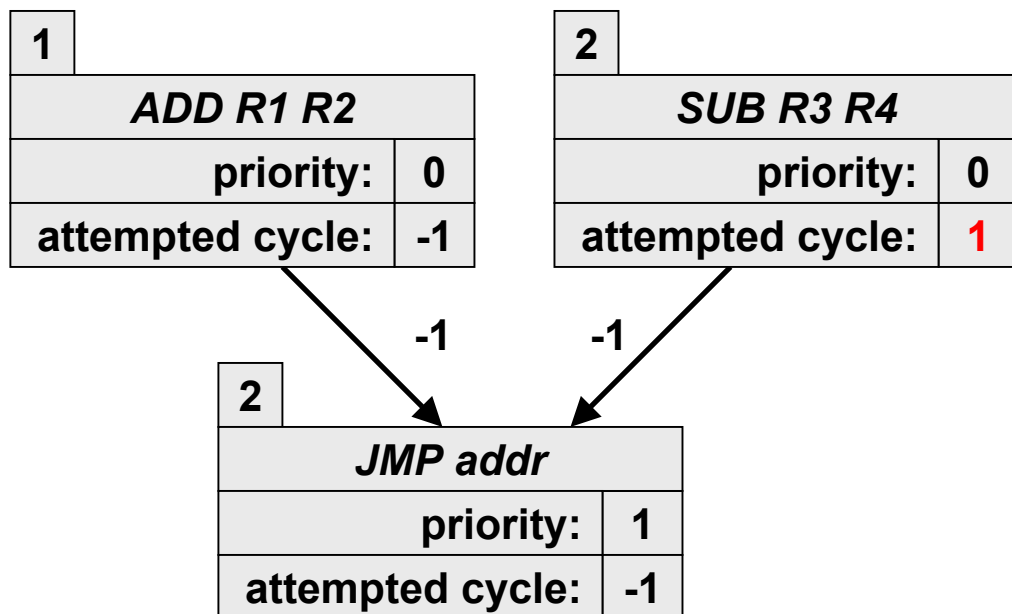 1
ADD R1 R2
priority: 0
attempted cycle: -1
2
SUB R3 R4
priority: 0
attempted cycle: 1
-1
-1
2
JMP addr
priority: 1
attempted cycle: -1